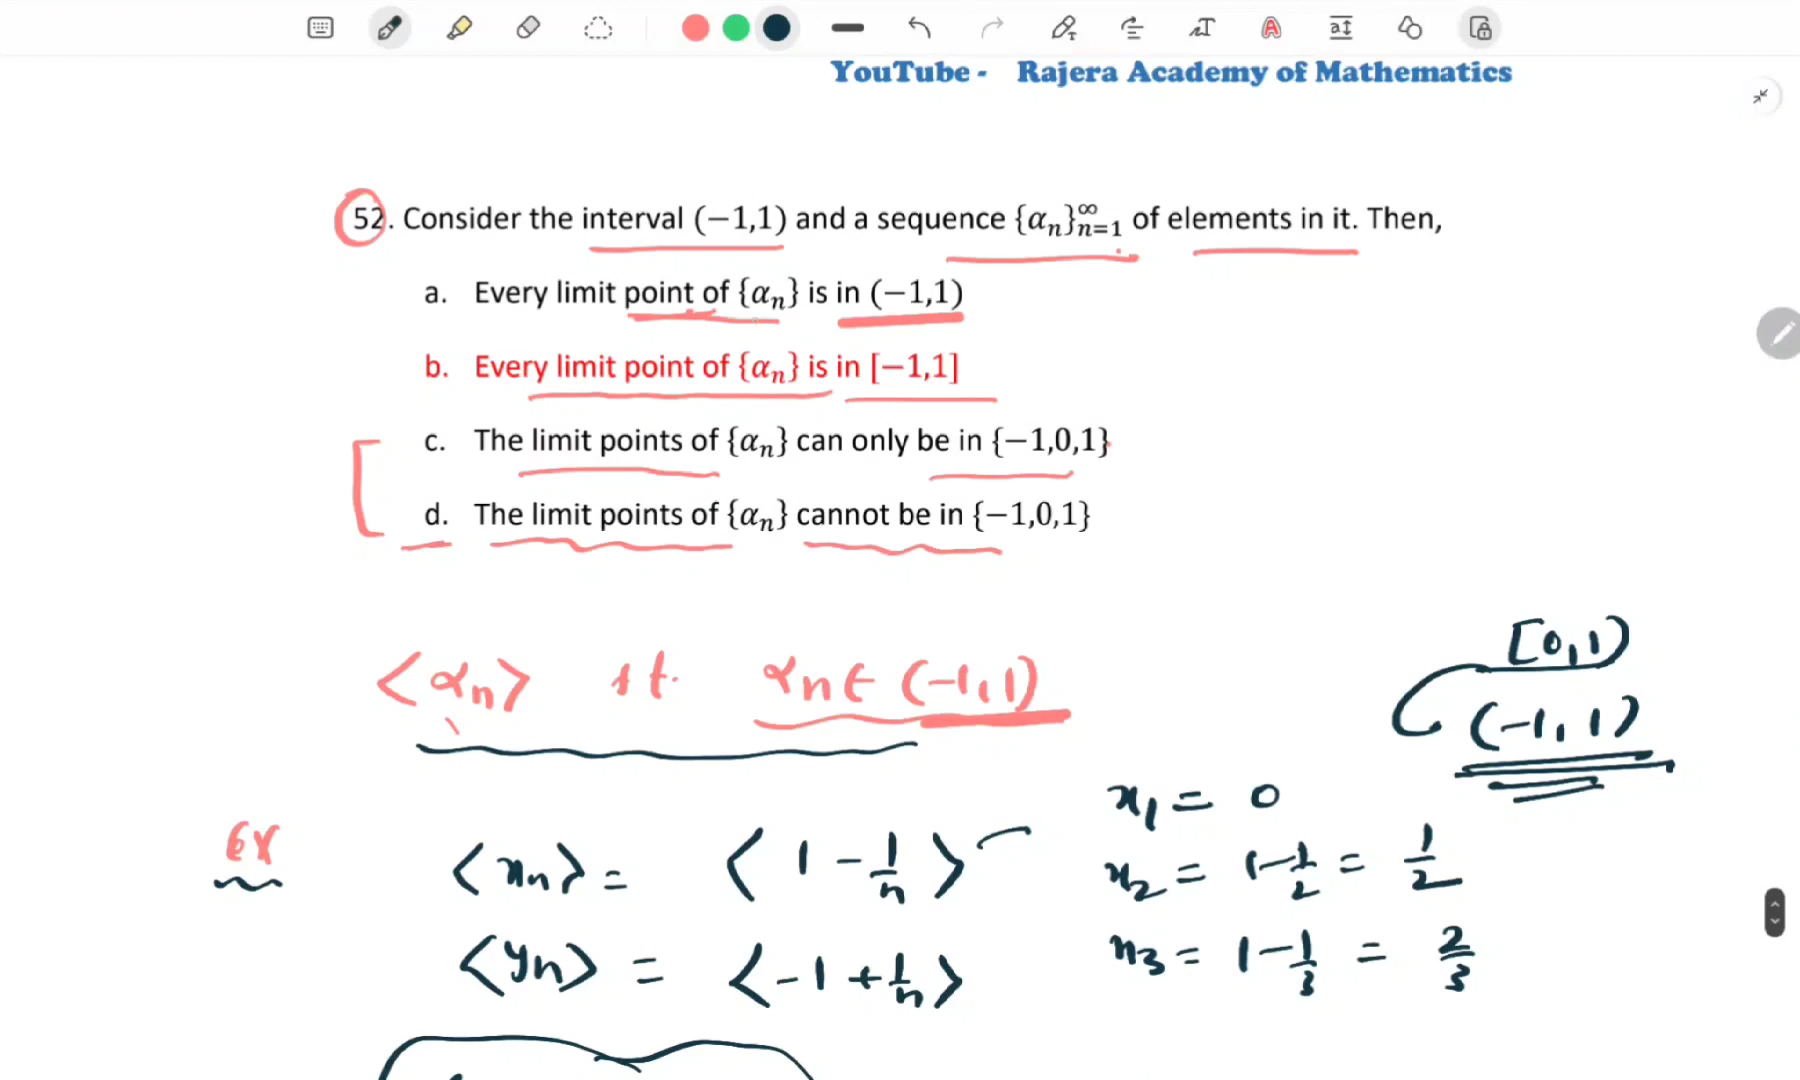 YouTube - Rajera Academy of Mathematics
52. Consider the interval (−1,1) and a sequence {αₙ}∞ₙ₌₁ of elements in it. Then,
a. Every limit point of {αₙ} is in (−1,1)
b. Every limit point of {αₙ} is in [−1,1]
c. The limit points of {αₙ} can only be in {−1,0,1}
d. The limit points of {αₙ} cannot be in {−1,0,1}
[0,1)
<αₙ> st. αₙ ∈ (-1,1)
(-1,1)
x₁ = 0
ex
<xₙ> = <1 - 1/n>
x₂ = 1 - 1/2 = 1/2
<yₙ> = <-1 + 1/n>
x₃ = 1 - 1/3 = 2/3